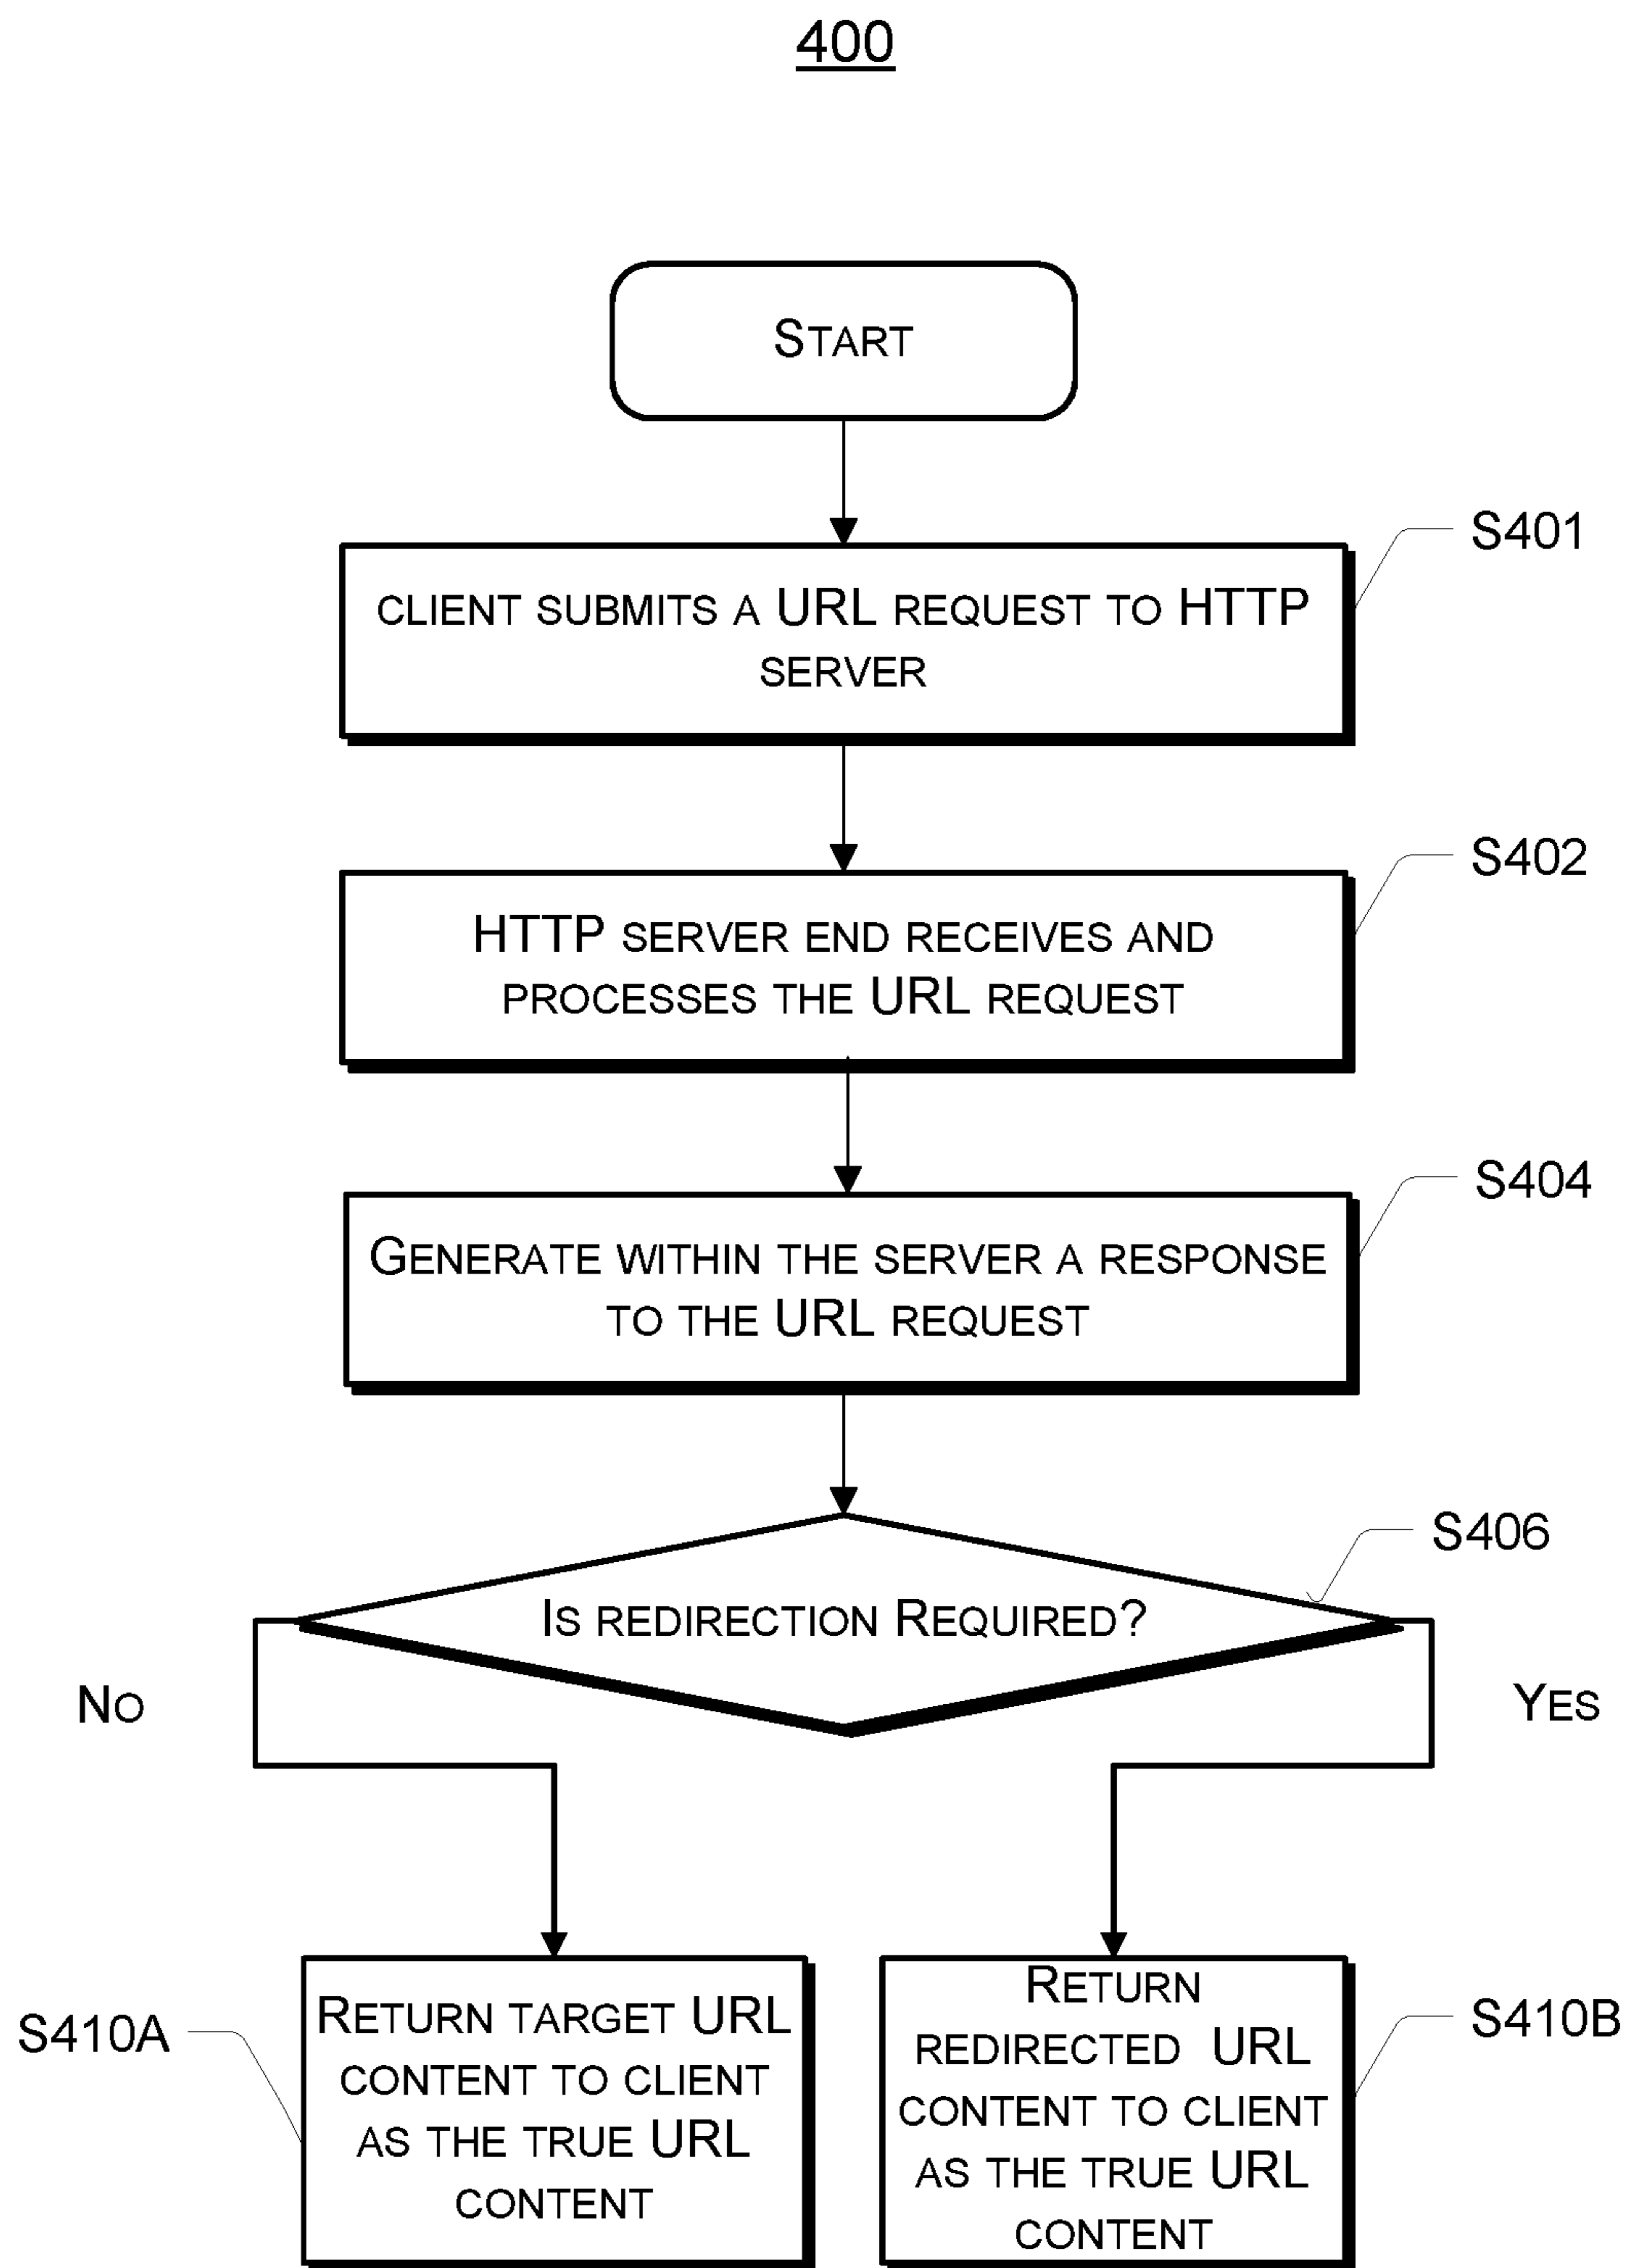 400
START
S401
CLIENT SUBMITS A URL REQUEST TO HTTP
SERVER
S402
HTTP SERVER END RECEIVES AND
PROCESSES THE URL REQUEST
S404
GENERATE WITHIN THE SERVER A RESPONSE
TO THE URL REQUEST
S406
IS REDIRECTION REQUIRED?
NO
YES
S410A
RETURN TARGET URL
CONTENT TO CLIENT
AS THE TRUE URL
CONTENT
RETURN
REDIRECTED URL
CONTENT TO CLIENT
AS THE TRUE URL
CONTENT
S410B